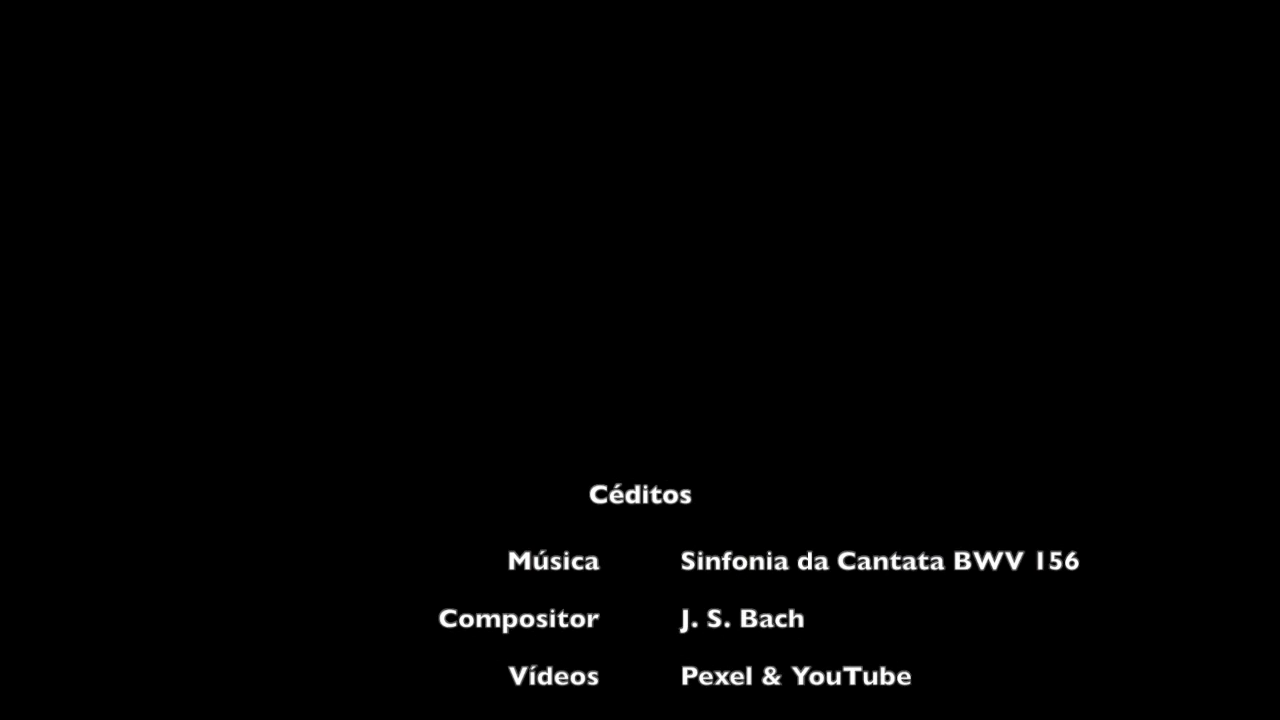 Céditos
Música Sinfonia da Cantata BWV 156
Compositor J. S. Bach
Vídeos Pexel & YouTube